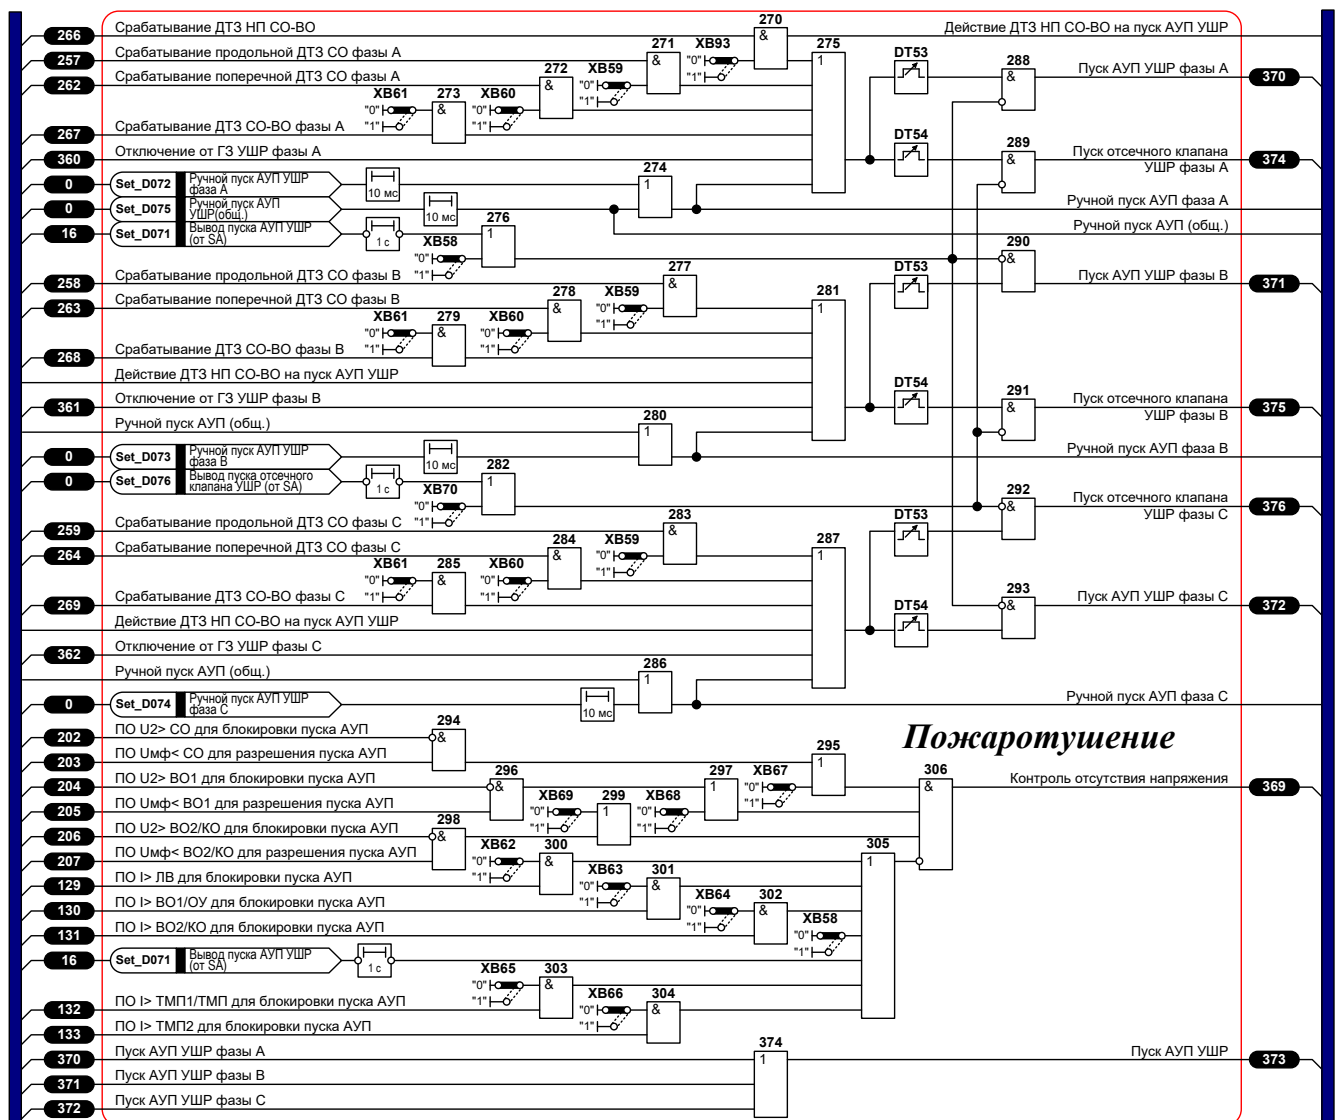 270
Срабатывание ДТЗ НП СО-ВО
&
Действие ДТЗ НП СО-ВО на пуск АУП УШР
266
271
XB93
275
Срабатывание продольной ДТЗ СО фазы А
&
"0"
"1"
1
DT53
288
257
272
XB59
Срабатывание поперечной ДТЗ СО фазы А
&
"0"
"1"
&
Пуск АУП УШР фазы А
370
262
XB61
273
XB60
"0"
"1"
&
"0"
"1"
Срабатывание ДТЗ СО-ВО фазы А
267
DT54
289
Отключение от ГЗ УШР фазы А
360
&
Пуск отсечного клапана
УШР фазы А
374
274
0
Set_D072
Ручной пуск АУП УШР
фаза А
10 мс
1
0
Set_D075
Ручной пуск АУП
УШР(общ.)
10 мс
Ручной пуск АУП фаза А
276
16
Set_D071
Вывод пуска АУП УШР
(от SA)
1 с
1
Ручной пуск АУП (общ.)
XB58
"0"
"1"
290
277
DT53
&
Срабатывание продольной ДТЗ СО фазы В
258
&
Пуск АУП УШР фазы В
371
278
XB59
281
Срабатывание поперечной ДТЗ СО фазы В
263
&
"0"
"1"
1
XB61
279
XB60
"0"
"1"
&
"0"
"1"
Срабатывание ДТЗ СО-ВО фазы В
268
Действие ДТЗ НП СО-ВО на пуск АУП УШР
DT54
291
Отключение от ГЗ УШР фазы В
361
&
Пуск отсечного клапана
УШР фазы В
375
280
Ручной пуск АУП (общ.)
1
0
Set_D073
Ручной пуск АУП УШР
фаза В
10 мс
Ручной пуск АУП фаза В
282
0
Set_D076
Вывод пуска отсечного
клапана УШР (от SA)
1 с
1
XB70
"0"
"1"
292
&
Пуск отсечного клапана
УШР фазы С
376
283
DT53
Срабатывание продольной ДТЗ СО фазы С
259
&
284
XB59
287
Срабатывание поперечной ДТЗ СО фазы С
264
&
"0"
"1"
1
XB61
285
XB60
"0"
"1"
&
"0"
"1"
293
Срабатывание ДТЗ СО-ВО фазы С
269
DT54
&
Пуск АУП УШР фазы С
372
Действие ДТЗ НП СО-ВО на пуск АУП УШР
Отключение от ГЗ УШР фазы С
362
286
Ручной пуск АУП (общ.)
1
0
Set_D074
Ручной пуск АУП УШР
фаза С
10 мс
Ручной пуск АУП фаза С
294
ПО U2> СО для блокировки пуска АУП
202
&
Пожаротушение
295
ПО Uмф< СО для разрешения пуска АУП
203
1
296
297
XB67
306
ПО U2> ВО1 для блокировки пуска АУП
204
&
1
"0"
"1"
&
Контроль отсутствия напряжения
369
XB69
299
XB68
ПО Uмф< ВО1 для разрешения пуска АУП
205
"0"
"1"
1
"0"
"1"
298
ПО U2> ВО2/КО для блокировки пуска АУП
206
&
XB62
300
305
ПО Uмф< ВО2/КО для разрешения пуска АУП
207
"0"
"1"
&
1
XB63
301
ПО I> ЛВ для блокировки пуска АУП
129
"0"
"1"
&
XB64
302
ПО I> ВО1/ОУ для блокировки пуска АУП
130
"0"
"1"
&
XB58
ПО I> ВО2/КО для блокировки пуска АУП
131
"0"
"1"
16
Set_D071
Вывод пуска АУП УШР
(от SA)
1 с
XB65
303
"0"
"1"
&
XB66
304
ПО I> ТМП1/ТМП для блокировки пуска АУП
132
"0"
"1"
&
ПО I> ТМП2 для блокировки пуска АУП
133
374
Пуск АУП УШР фазы А
370
1
Пуск АУП УШР
373
Пуск АУП УШР фазы В
371
Пуск АУП УШР фазы С
372